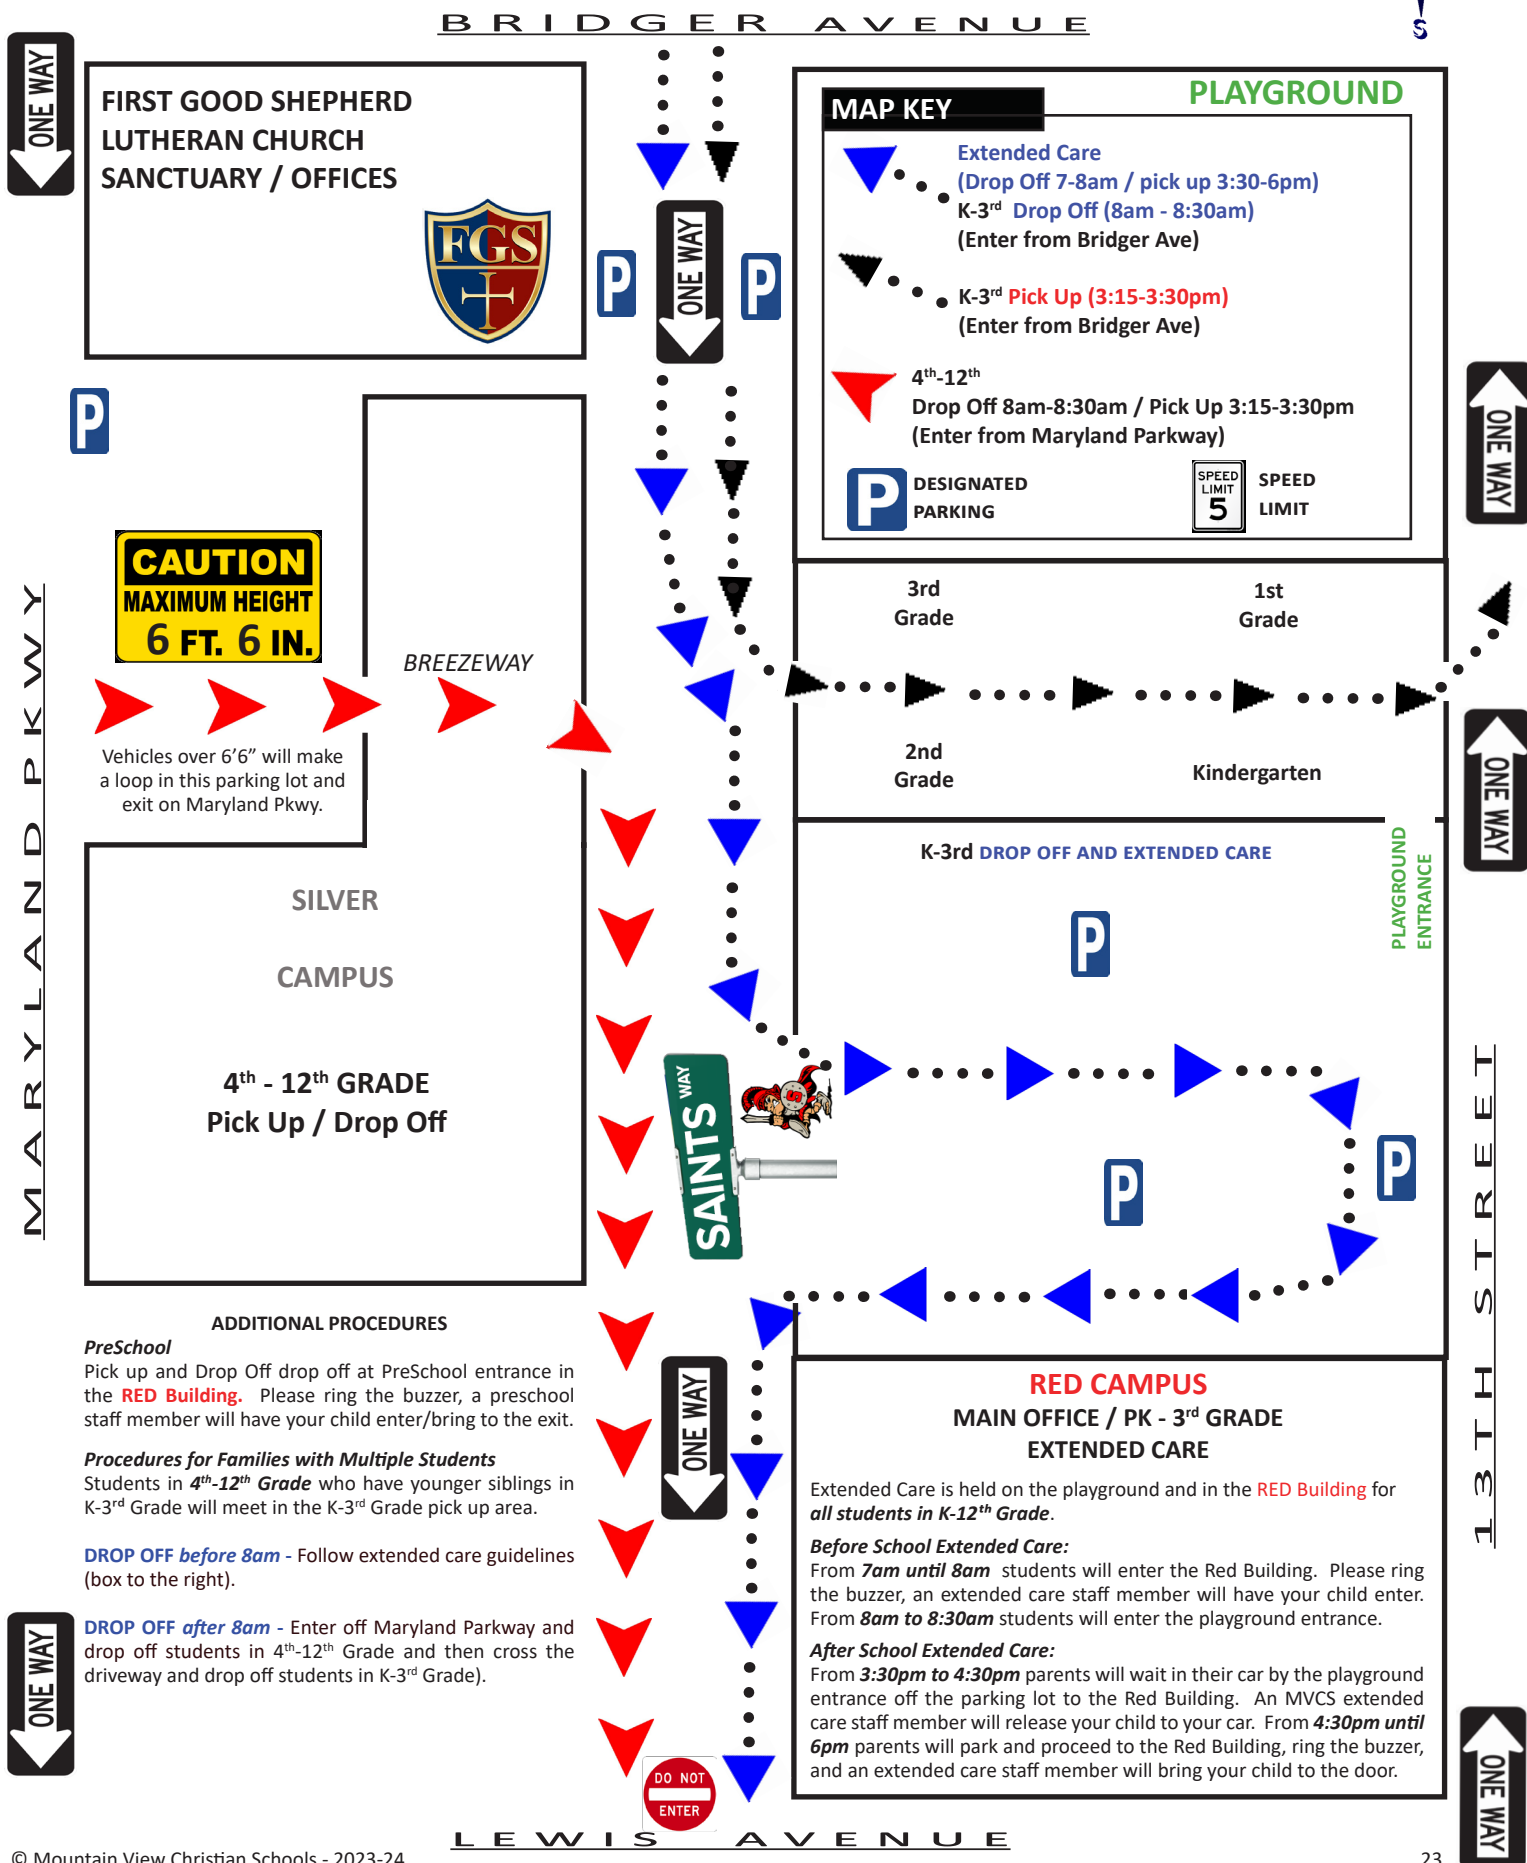 BRIDGER AVENUE
S
ONE WAY
FIRST GOOD SHEPHERD
LUTHERAN CHURCH
SANCTUARY / OFFICES
FGS
P
ONE WAY
P
PLAYGROUND
MAP KEY
Extended Care
(Drop Off 7-8am / pick up 3:30-6pm)
K-3rd Drop Off (8am - 8:30am)
(Enter from Bridger Ave)
K-3rd Pick Up (3:15-3:30pm)
(Enter from Bridger Ave)
4th-12th
Drop Off 8am-8:30am / Pick Up 3:15-3:30pm
(Enter from Maryland Parkway)
P
DESIGNATED
PARKING
SPEED
LIMIT
5
SPEED
LIMIT
ONE WAY
P
CAUTION
MAXIMUM HEIGHT
6 FT. 6 IN.
BREEZEWAY
Vehicles over 6’6” will make
a loop in this parking lot and
exit on Maryland Pkwy.
MARYLAND PKWY
3rd
Grade
1st
Grade
2nd
Grade
Kindergarten
ONE WAY
K-3rd DROP OFF AND EXTENDED CARE
PLAYGROUND
ENTRANCE
P
SILVER
CAMPUS
4th - 12th GRADE
Pick Up / Drop Off
SAINTS WAY
S
P
P
13TH STREET
ADDITIONAL PROCEDURES
PreSchool
Pick up and Drop Off drop off at PreSchool entrance in
the RED Building. Please ring the buzzer, a preschool
staff member will have your child enter/bring to the exit.
Procedures for Families with Multiple Students
Students in 4th-12th Grade who have younger siblings in
K-3rd Grade will meet in the K-3rd Grade pick up area.
DROP OFF before 8am - Follow extended care guidelines
(box to the right).
DROP OFF after 8am - Enter off Maryland Parkway and
drop off students in 4th-12th Grade and then cross the
driveway and drop off students in K-3rd Grade).
ONE WAY
ONE WAY
RED CAMPUS
MAIN OFFICE / PK - 3rd GRADE
EXTENDED CARE
Extended Care is held on the playground and in the RED Building for
all students in K-12th Grade.
Before School Extended Care:
From 7am until 8am students will enter the Red Building. Please ring
the buzzer, an extended care staff member will have your child enter.
From 8am to 8:30am students will enter the playground entrance.
After School Extended Care:
From 3:30pm to 4:30pm parents will wait in their car by the playground
entrance off the parking lot to the Red Building. An MVCS extended
care staff member will release your child to your car. From 4:30pm until
6pm parents will park and proceed to the Red Building, ring the buzzer,
and an extended care staff member will bring your child to the door.
ONE WAY
DO NOT
ENTER
LEWIS AVENUE
© Mountain View Christian Schools - 2023-24
23